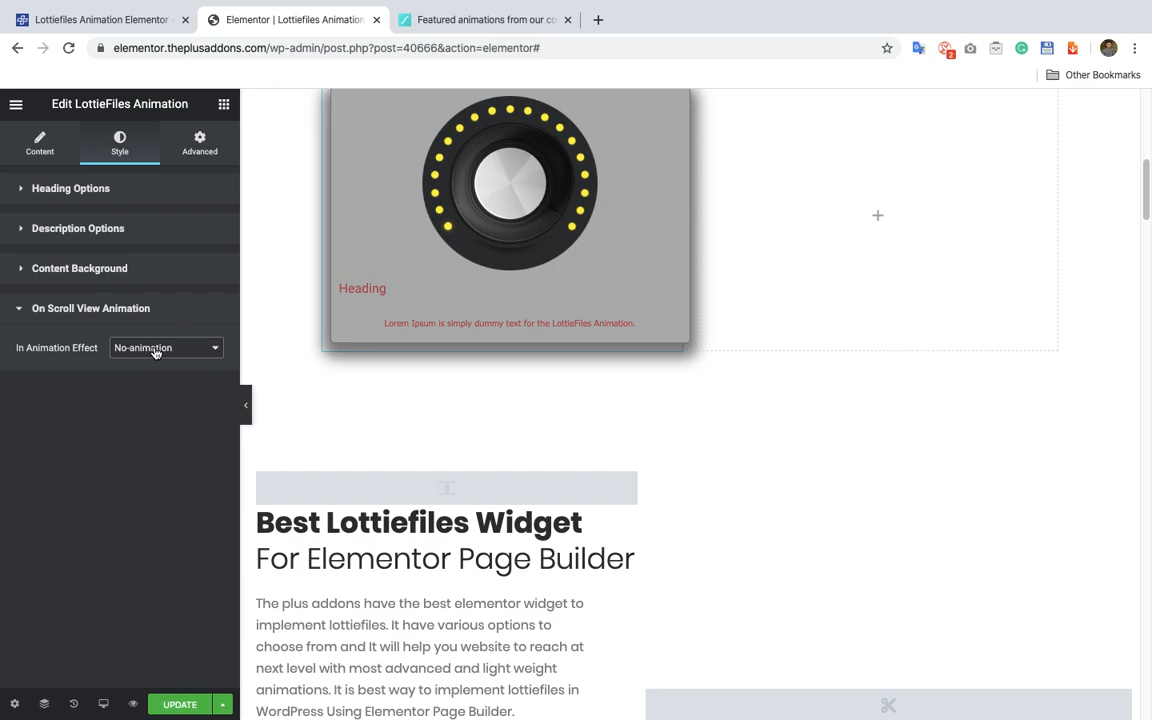 Lottiefiles Animation Elementor
Elementor | Lottiefiles Animation
Featured animations from our co
elementor.theplusaddons.com/wp-admin/post.php?post=40666&action=elementor#
2
Other Bookmarks
Edit LottieFiles Animation
Content
Style
Advanced
Heading Options
Description Options
Content Background
On Scroll View Animation
In Animation Effect
No-animation
UPDATE
Heading
Lorem Ipsum is simply dummy text for the LottieFiles Animation.
Best Lottiefiles Widget
For Elementor Page Builder
The plus addons have the best elementor widget to
implement lottiefiles. It have various options to
choose from and It will help you website to reach at
next level with most advanced and light weight
animations. It is best way to implement lottiefiles in
WordPress Using Elementor Page Builder.